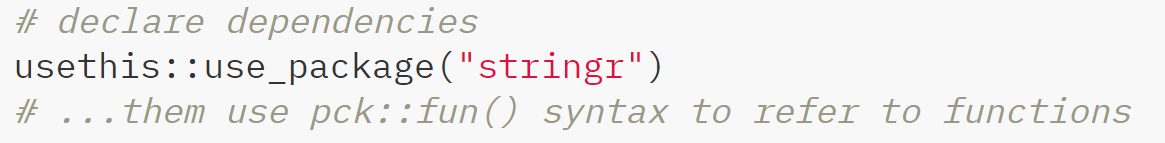 # declare dependencies
usethis::use_package("stringr")
# ...them use pck::fun() syntax to refer to functions